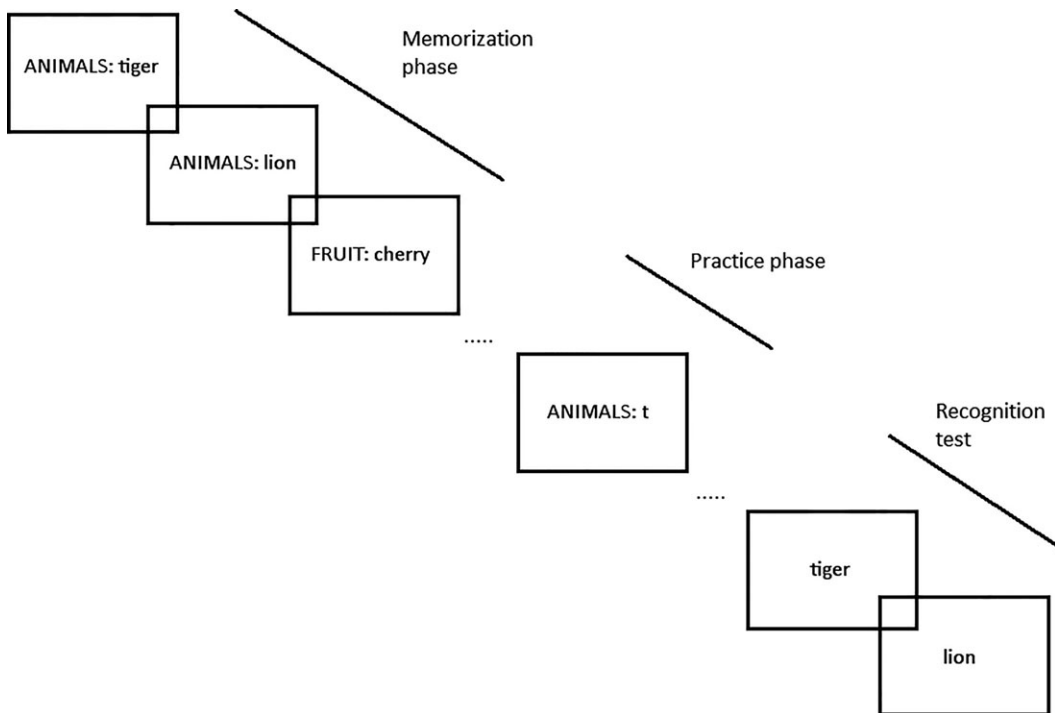 Memorization
phase
ANIMALS: tiger
ANIMALS: lion
FRUIT: cherry
Practice phase
.....
ANIMALS: t
Recognition
test
.....
tiger
lion